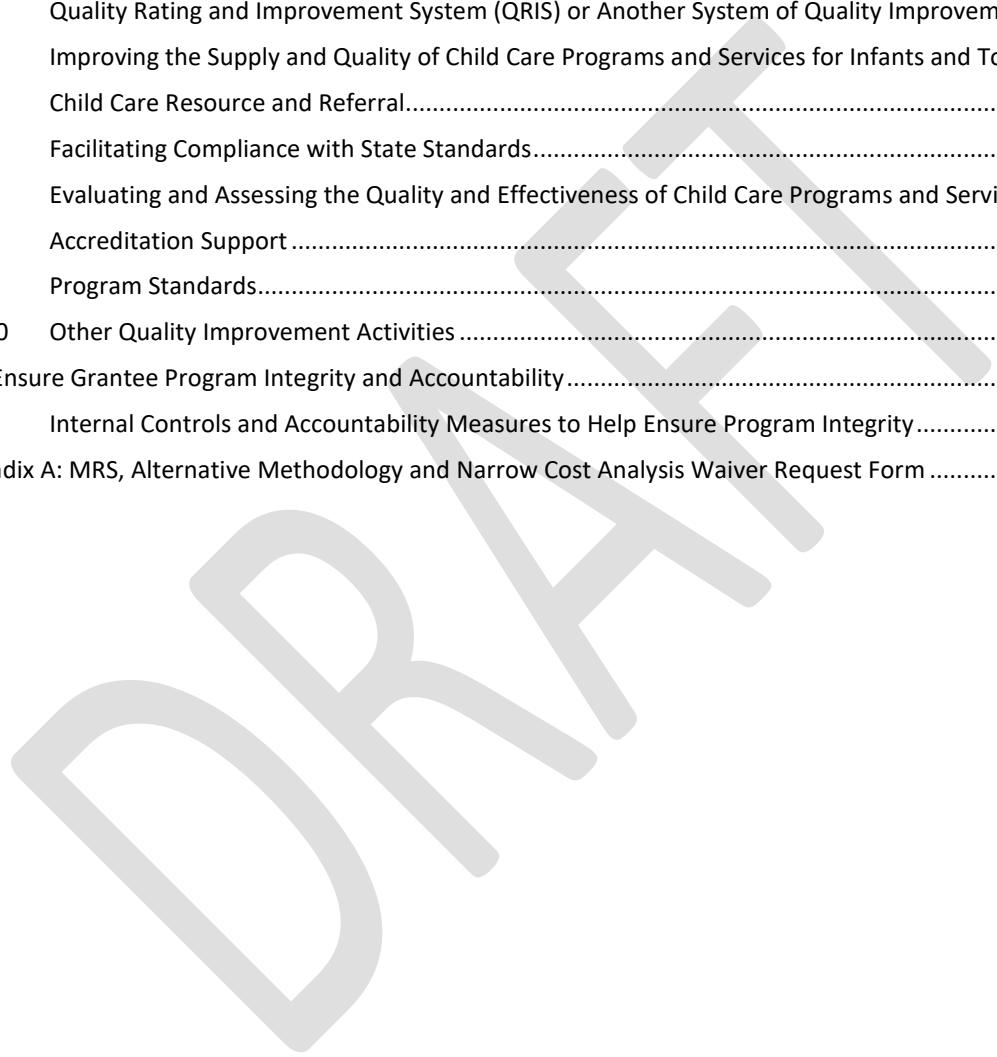 Quality Rating and Improvement System (QRIS) or Another System of Quality Improvem
Improving the Supply and Quality of Child Care Programs and Services for Infants and To
Child Care Resource and Referral...............................................................................................
Facilitating Compliance with State Standards..........................................................................
Evaluating and Assessing the Quality and Effectiveness of Child Care Programs and Servi
Accreditation Support ................................................................................................................
Program Standards......................................................................................................................
0 Other Quality Improvement Activities ......................................................................................
Ensure Grantee Program Integrity and Accountability....................................................................
Internal Controls and Accountability Measures to Help Ensure Program Integrity.............
dix A: MRS, Alternative Methodology and Narrow Cost Analysis Waiver Request Form ...........
DRAFT